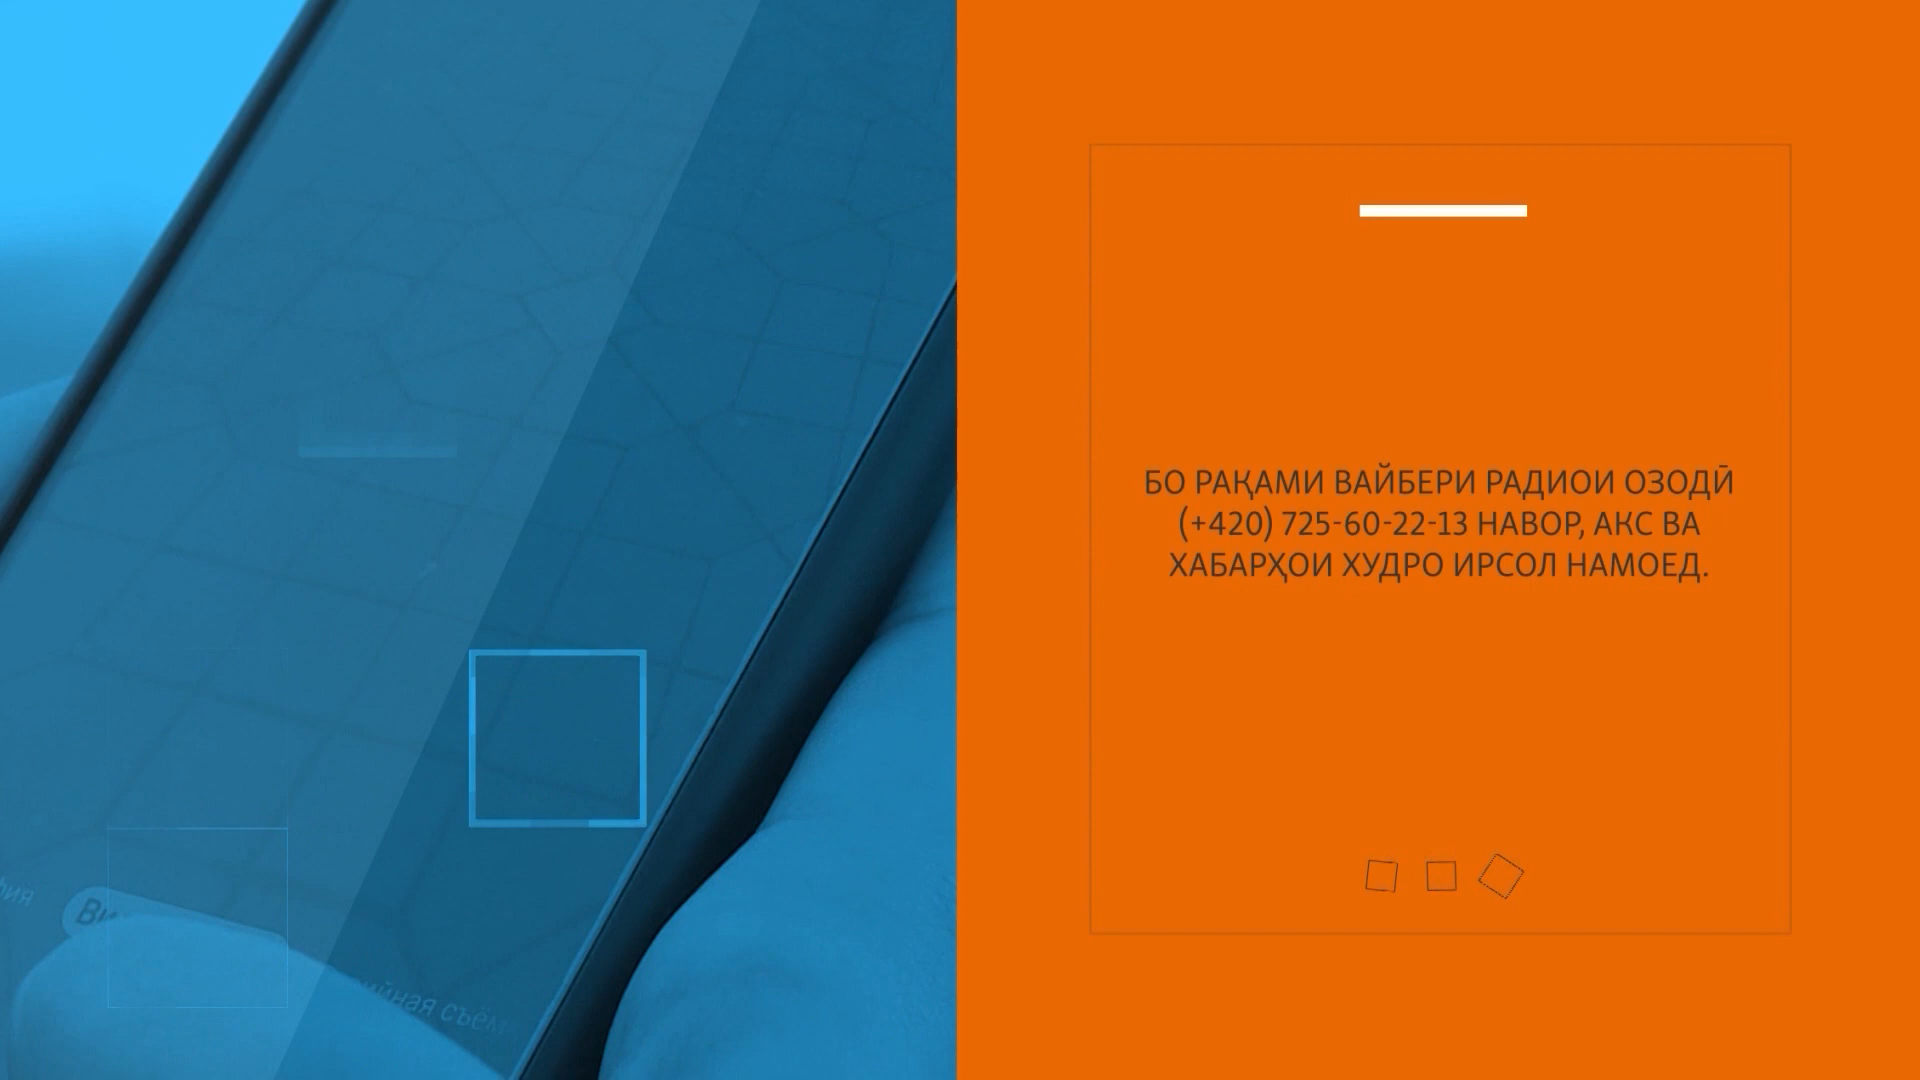 БО РАҚАМИ ВАЙБЕРИ РАДИОИ ОЗОДӢ
(+420) 725-60-22-13 НАВОР, АКС ВА
ХАБАРҲОИ ХУДРО ИРСОЛ НАМОЕД.